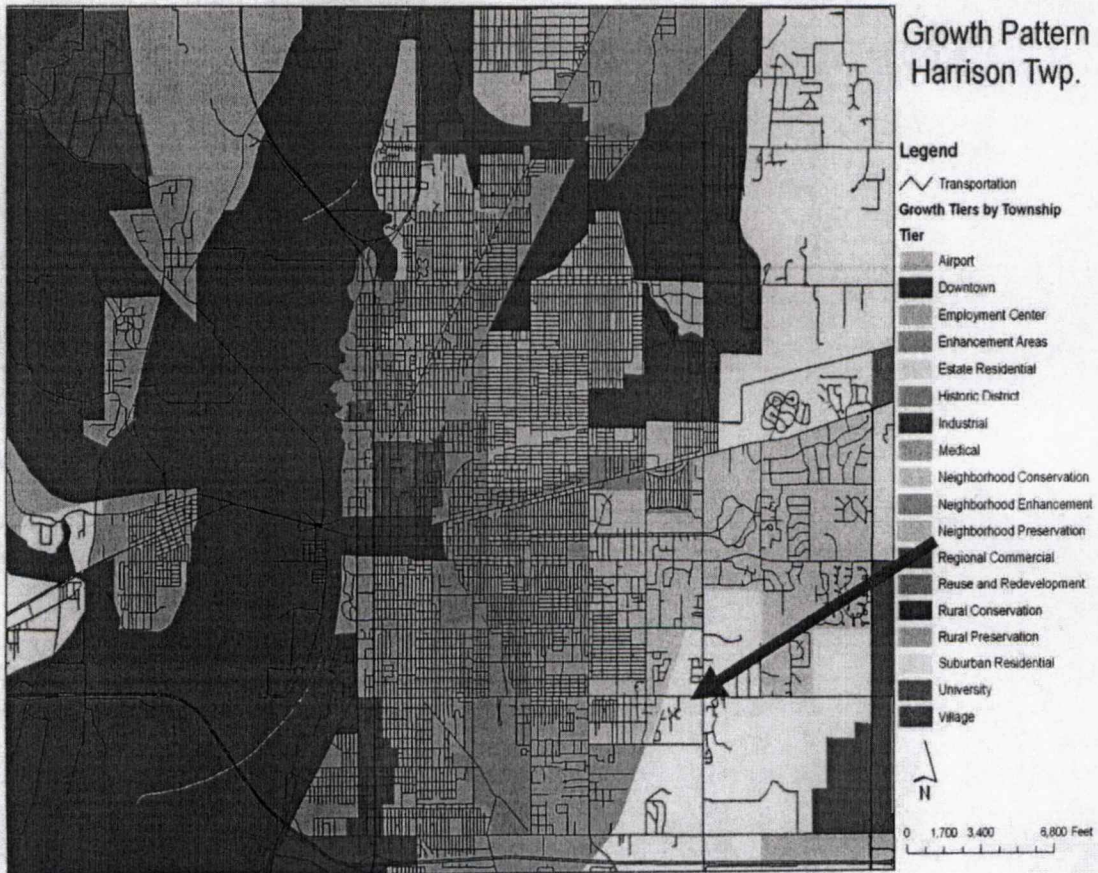 Growth Pattern
Harrison Twp.
Legend
Transportation
Growth Tiers by Township
Tier
Airport
Downtown
Employment Center
Enhancement Areas
Estate Residential
Historic District
Industrial
Medical
Neighborhood Conservation
Neighborhood Enhancement
Neighborhood Preservation
Regional Commercial
Reuse and Redevelopment
Rural Conservation
Rural Preservation
Suburban Residential
University
Village
N
0 1,700 3,400 6,800 Feet